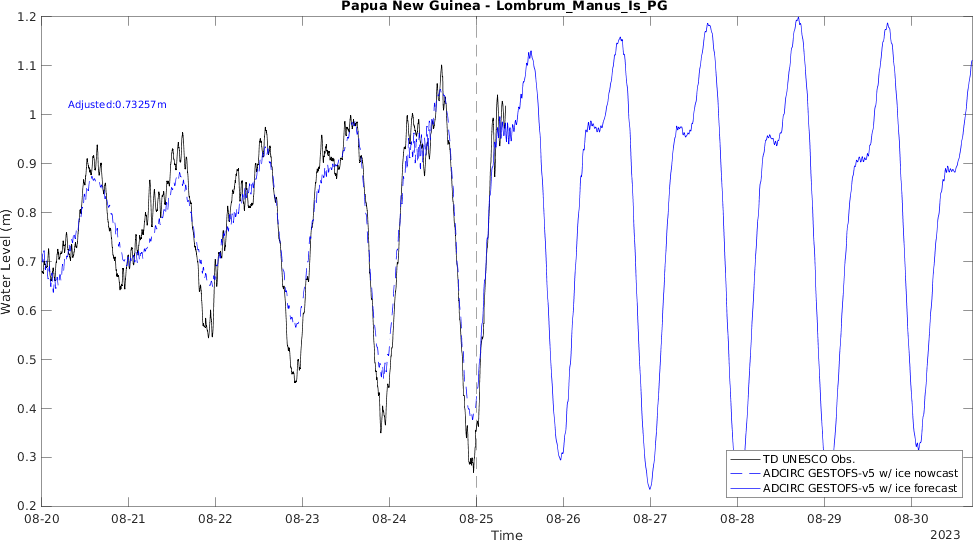 Papua New Guinea - Lombrum_Manus_Is_PG
1.2
1.1
1
0.9
0.8
0.7
0.6
0.5
0.4
0.3
0.2
Water Level (m)
Adjusted:0.73257m
TD UNESCO Obs.
ADCIRC GESTOFS-v5 w/ ice nowcast
ADCIRC GESTOFS-v5 w/ ice forecast
08-20 08-21 08-22 08-23 08-24 08-25 08-26 08-27 08-28 08-29 08-30
Time
2023